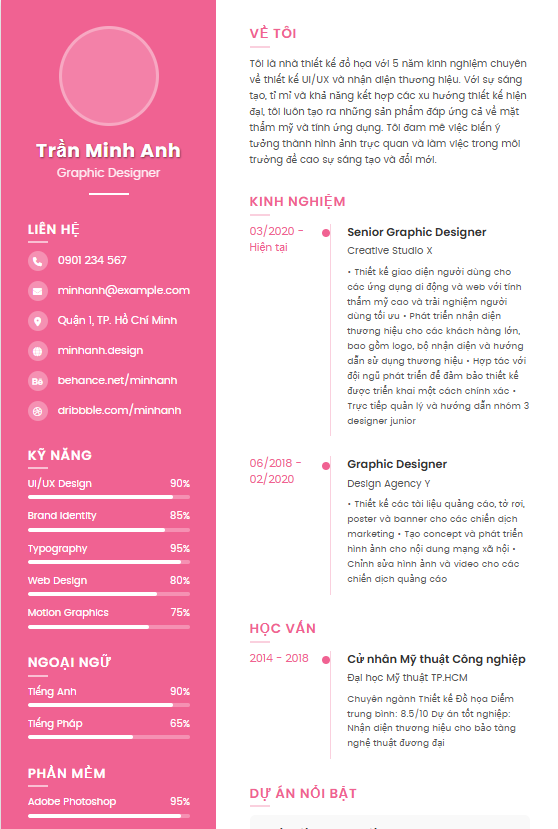 Trần Minh Anh
Graphic Designer
LIÊN HỆ
0901 234 567
minhanh@example.com
Quận 1, TP. Hồ Chí Minh
minhanh.design
behance.net/minhanh
dribbble.com/minhanh
KỸ NĂNG
UI/UX Design 90%
Brand Identity 85%
Typography 95%
Web Design 80%
Motion Graphics 75%
NGOẠI NGỮ
Tiếng Anh 90%
Tiếng Pháp 65%
PHẦN MỀM
Adobe Photoshop 95%
VỀ TÔI
Tôi là nhà thiết kế đồ họa với 5 năm kinh nghiệm chuyên
về thiết kế UI/UX và nhận diện thương hiệu. Với sự sáng
tạo, tỉ mỉ và khả năng kết hợp các xu hướng thiết kế hiện
đại, tôi luôn tạo ra những sản phẩm đáp ứng cả về mặt
thẩm mỹ và tính ứng dụng. Tôi đam mê việc biến ý
tưởng thành hình ảnh trực quan và làm việc trong môi
trường đề cao sự sáng tạo và đổi mới.
KINH NGHIỆM
03/2020 -
Hiện tại
Senior Graphic Designer
Creative Studio X
• Thiết kế giao diện người dùng cho
các ứng dụng di động và web với tính
thẩm mỹ cao và trải nghiệm người
dùng tối ưu • Phát triển nhận diện
thương hiệu cho các khách hàng lớn,
bao gồm logo, bộ nhận diện và hướng
dẫn sử dụng thương hiệu • Hợp tác với
đội ngũ phát triển để đảm bảo thiết kế
được triển khai một cách chính xác •
Trực tiếp quản lý và hướng dẫn nhóm 3
designer junior
06/2018 -
02/2020
Graphic Designer
Design Agency Y
• Thiết kế các tài liệu quảng cáo, tờ rơi,
poster và banner cho các chiến dịch
marketing • Tạo concept và phát triển
hình ảnh cho nội dung mạng xã hội •
Chỉnh sửa hình ảnh và video cho các
chiến dịch quảng cáo
HỌC VẤN
2014 - 2018
Cử nhân Mỹ thuật Công nghiệp
Đại học Mỹ thuật TP.HCM
Chuyên ngành Thiết kế Đồ họa Điểm
trung bình: 8.5/10 Dự án tốt nghiệp:
Nhận diện thương hiệu cho bảo tàng
nghệ thuật đương đại
DỰ ÁN NỔI BẬT